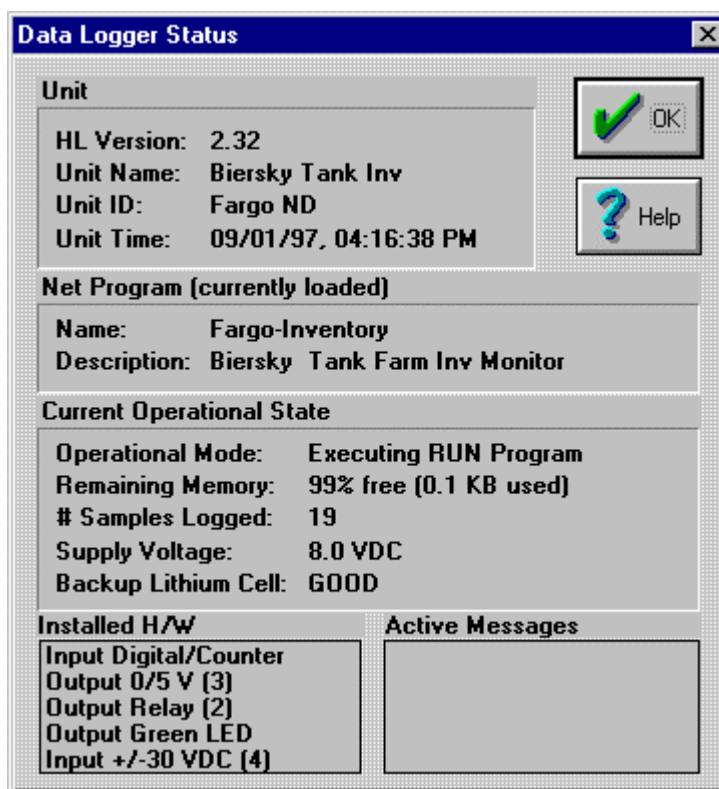 Data Logger Status
Unit
HL Version: 2.32
Unit Name: Biersky Tank Inv
Unit ID: Fargo ND
Unit Time: 09/01/97, 04:16:38 PM
OK
Help
Net Program (currently loaded)
Name: Fargo-Inventory
Description: Biersky Tank Farm Inv Monitor
Current Operational State
Operational Mode: Executing RUN Program
Remaining Memory: 99% free (0.1 KB used)
# Samples Logged: 19
Supply Voltage: 8.0 VDC
Backup Lithium Cell: GOOD
Installed H/W
Input Digital/Counter
Output 0/5 V (3)
Output Relay (2)
Output Green LED
Input +/-30 VDC (4)
Active Messages